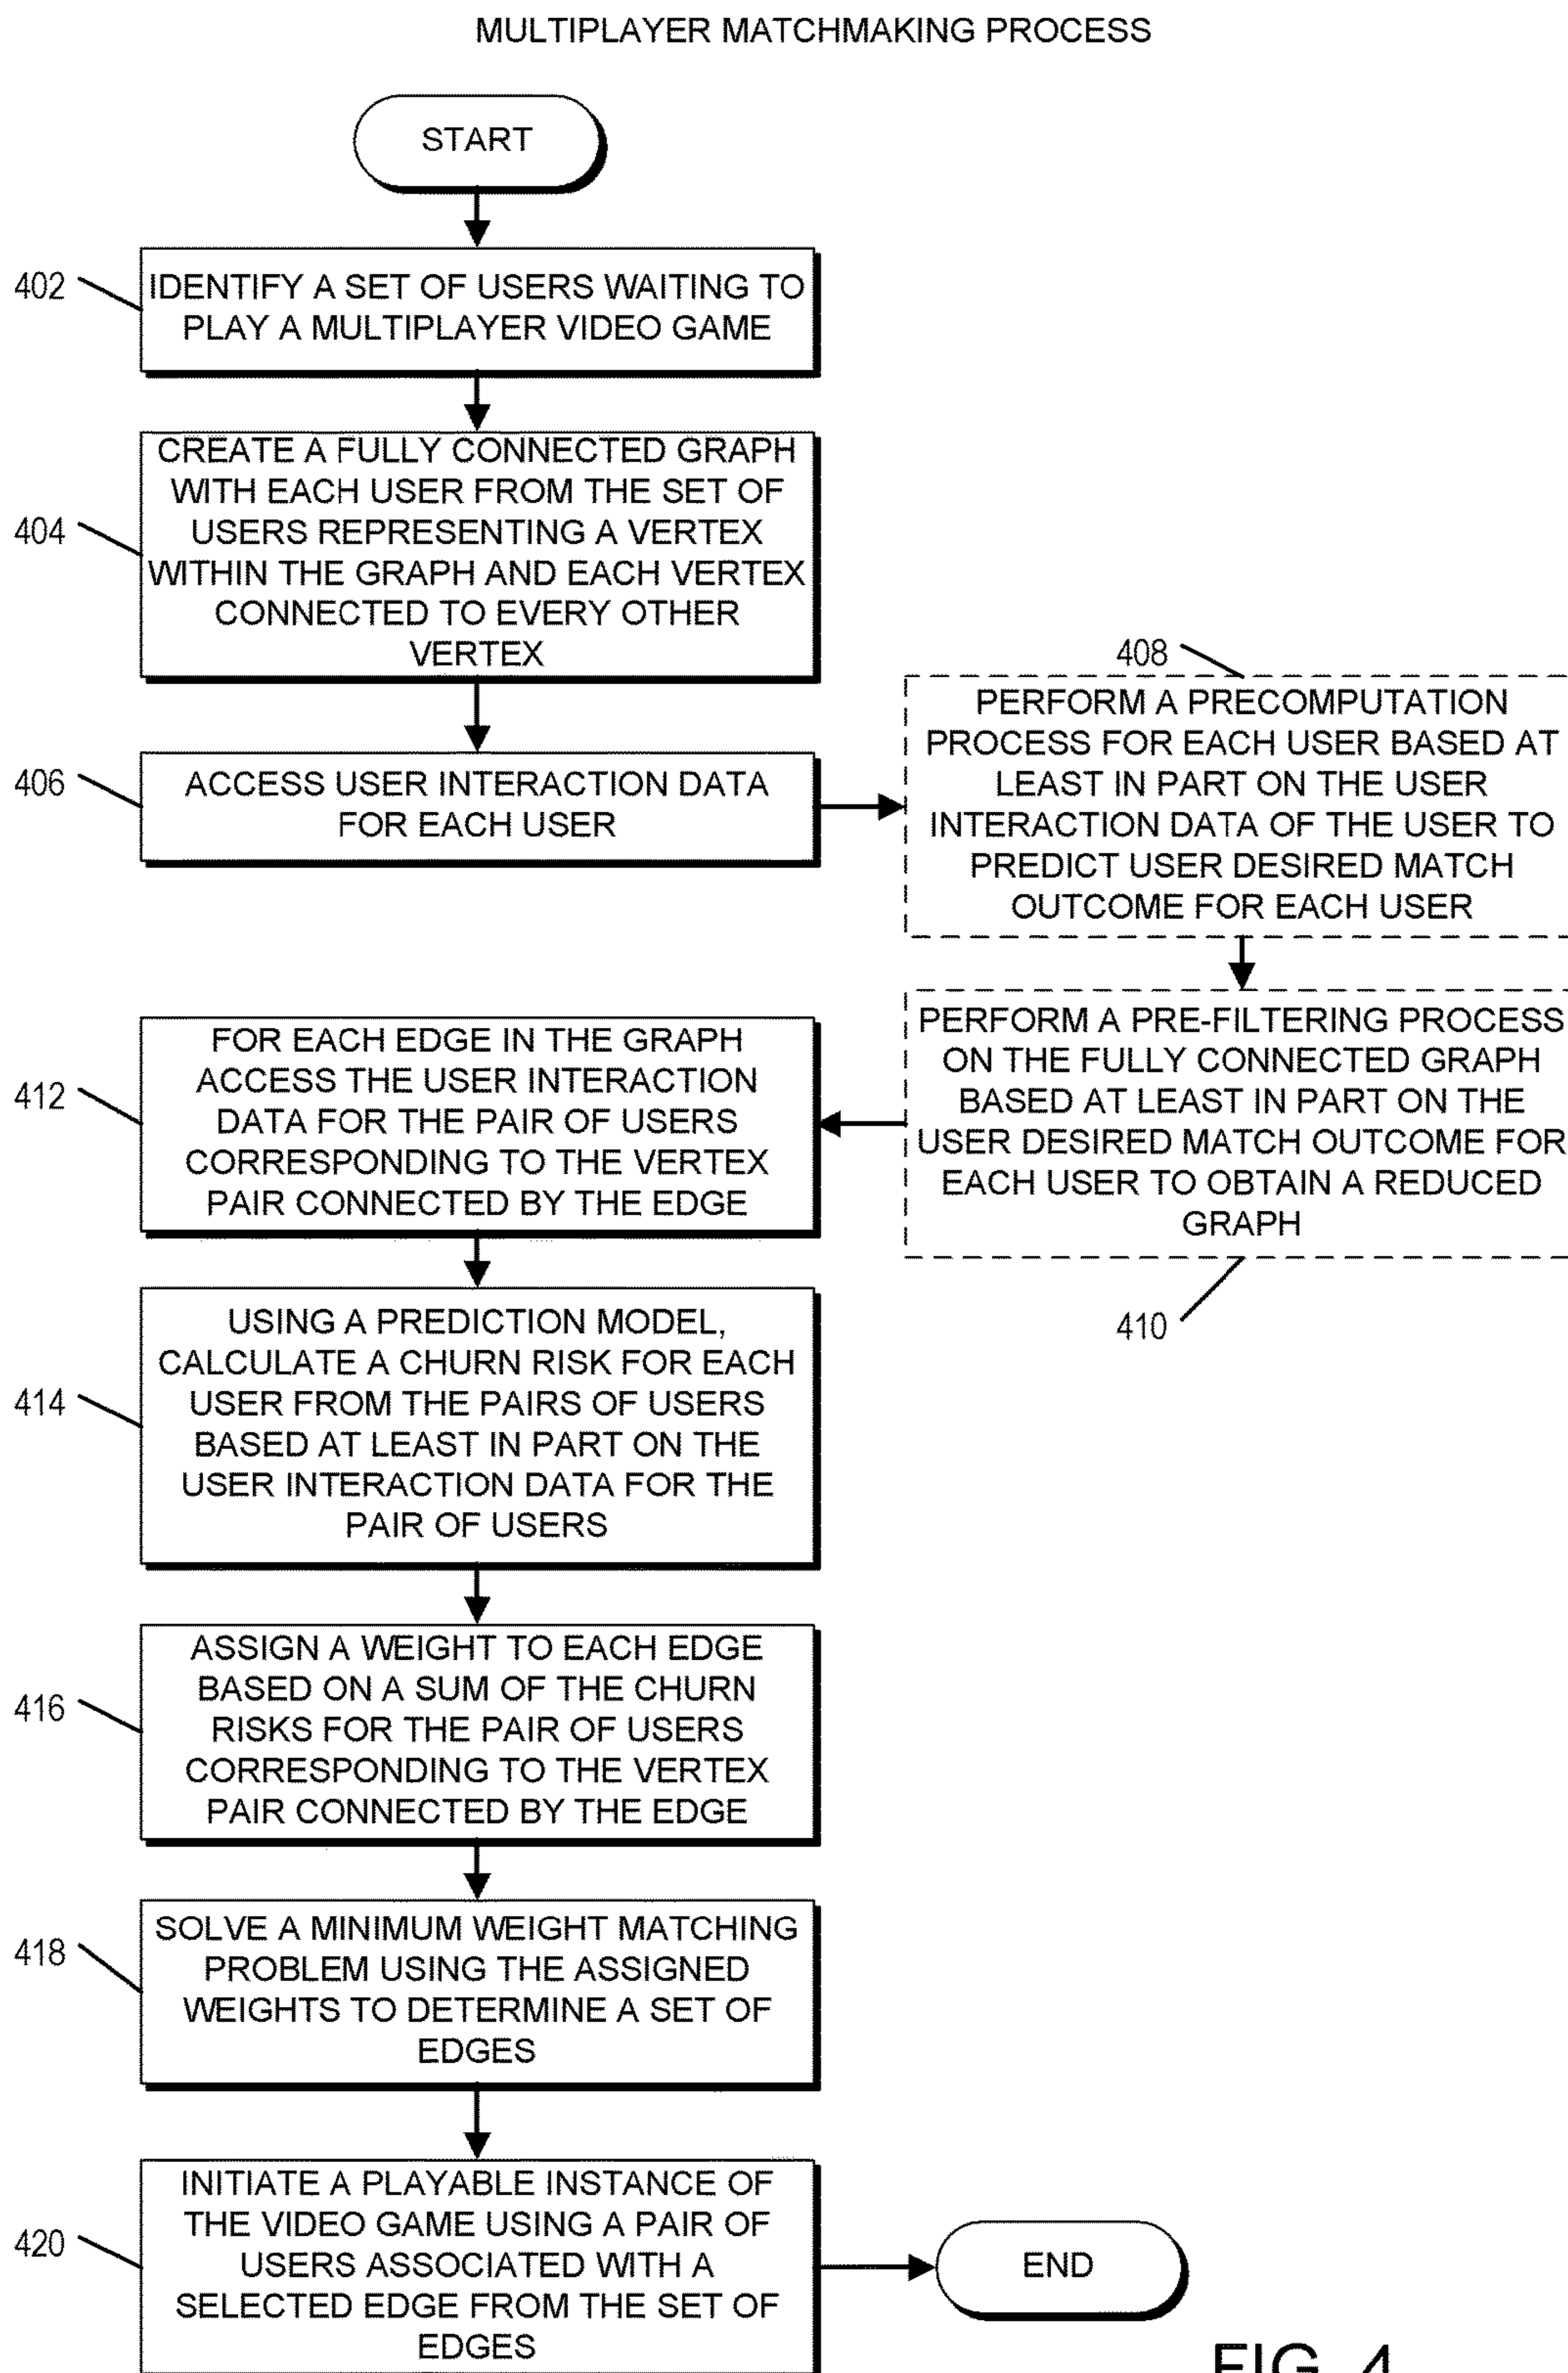 MULTIPLAYER MATCHMAKING PROCESS
START
402
IDENTIFY A SET OF USERS WAITING TO
PLAY A MULTIPLAYER VIDEO GAME
404
CREATE A FULLY CONNECTED GRAPH
WITH EACH USER FROM THE SET OF
USERS REPRESENTING A VERTEX
WITHIN THE GRAPH AND EACH VERTEX
CONNECTED TO EVERY OTHER
VERTEX
406
ACCESS USER INTERACTION DATA
FOR EACH USER
408
PERFORM A PRECOMPUTATION
PROCESS FOR EACH USER BASED AT
LEAST IN PART ON THE USER
INTERACTION DATA OF THE USER TO
PREDICT USER DESIRED MATCH
OUTCOME FOR EACH USER
PERFORM A PRE-FILTERING PROCESS
ON THE FULLY CONNECTED GRAPH
BASED AT LEAST IN PART ON THE
USER DESIRED MATCH OUTCOME FOR
EACH USER TO OBTAIN A REDUCED
GRAPH
410
412
FOR EACH EDGE IN THE GRAPH
ACCESS THE USER INTERACTION
DATA FOR THE PAIR OF USERS
CORRESPONDING TO THE VERTEX
PAIR CONNECTED BY THE EDGE
414
USING A PREDICTION MODEL,
CALCULATE A CHURN RISK FOR EACH
USER FROM THE PAIRS OF USERS
BASED AT LEAST IN PART ON THE
USER INTERACTION DATA FOR THE
PAIR OF USERS
416
ASSIGN A WEIGHT TO EACH EDGE
BASED ON A SUM OF THE CHURN
RISKS FOR THE PAIR OF USERS
CORRESPONDING TO THE VERTEX
PAIR CONNECTED BY THE EDGE
418
SOLVE A MINIMUM WEIGHT MATCHING
PROBLEM USING THE ASSIGNED
WEIGHTS TO DETERMINE A SET OF
EDGES
420
INITIATE A PLAYABLE INSTANCE OF
THE VIDEO GAME USING A PAIR OF
USERS ASSOCIATED WITH A
SELECTED EDGE FROM THE SET OF
EDGES
END
FIG. 4